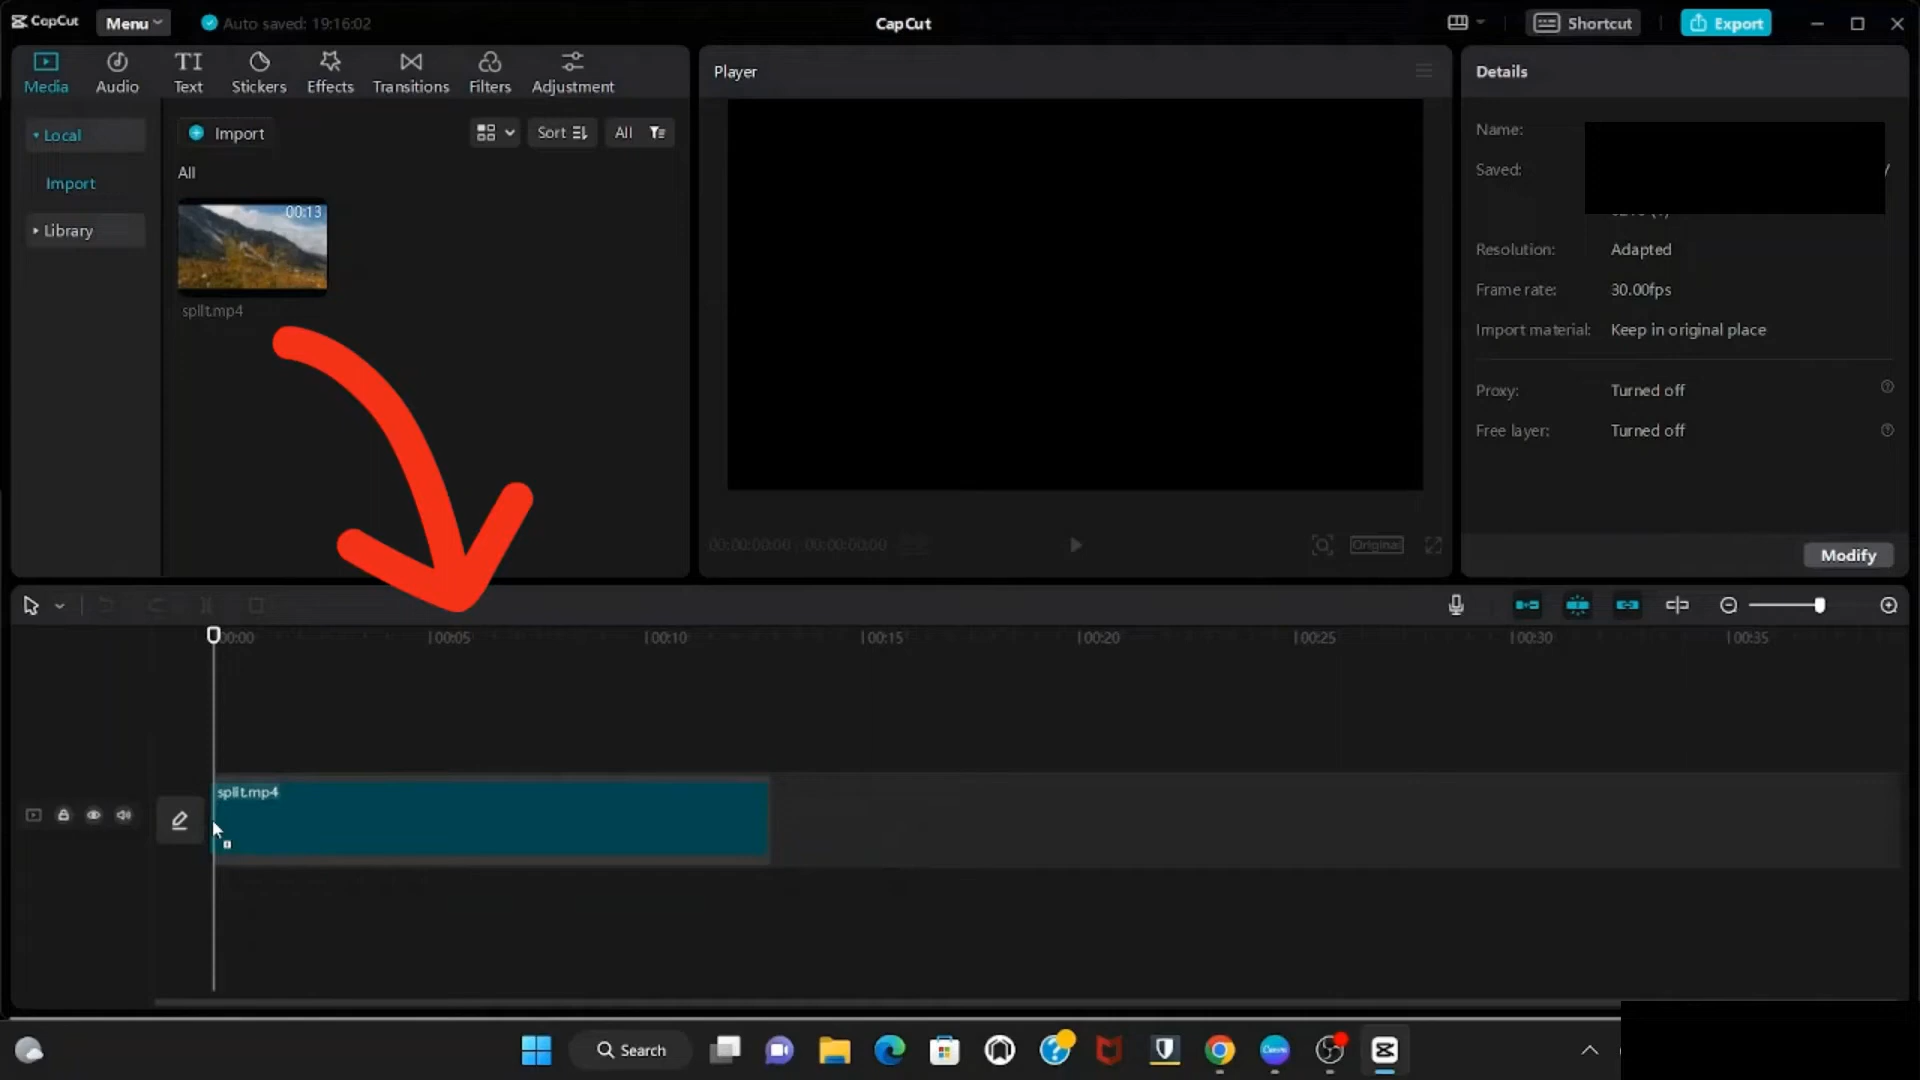 CapCut
Menu
Auto saved: 19:16:02
CapCut
Shortcut
Export
Media
Audio
TI
Text
Stickers
Effects
Transitions
Filters
Adjustment
Player
Details
Local
Import
Sort
All
Import
All
Library
00:13
split.mp4
Name:
Saved:
Resolution: Adapted
Frame rate: 30.00fps
Import material: Keep in original place
Proxy: Turned off
Free layer: Turned off
Modify
00:00:00:00 00:00:00:00
Original
00:00
00:05
00:10
00:15
00:20
00:25
00:30
00:35
split.mp4
Search
Canva